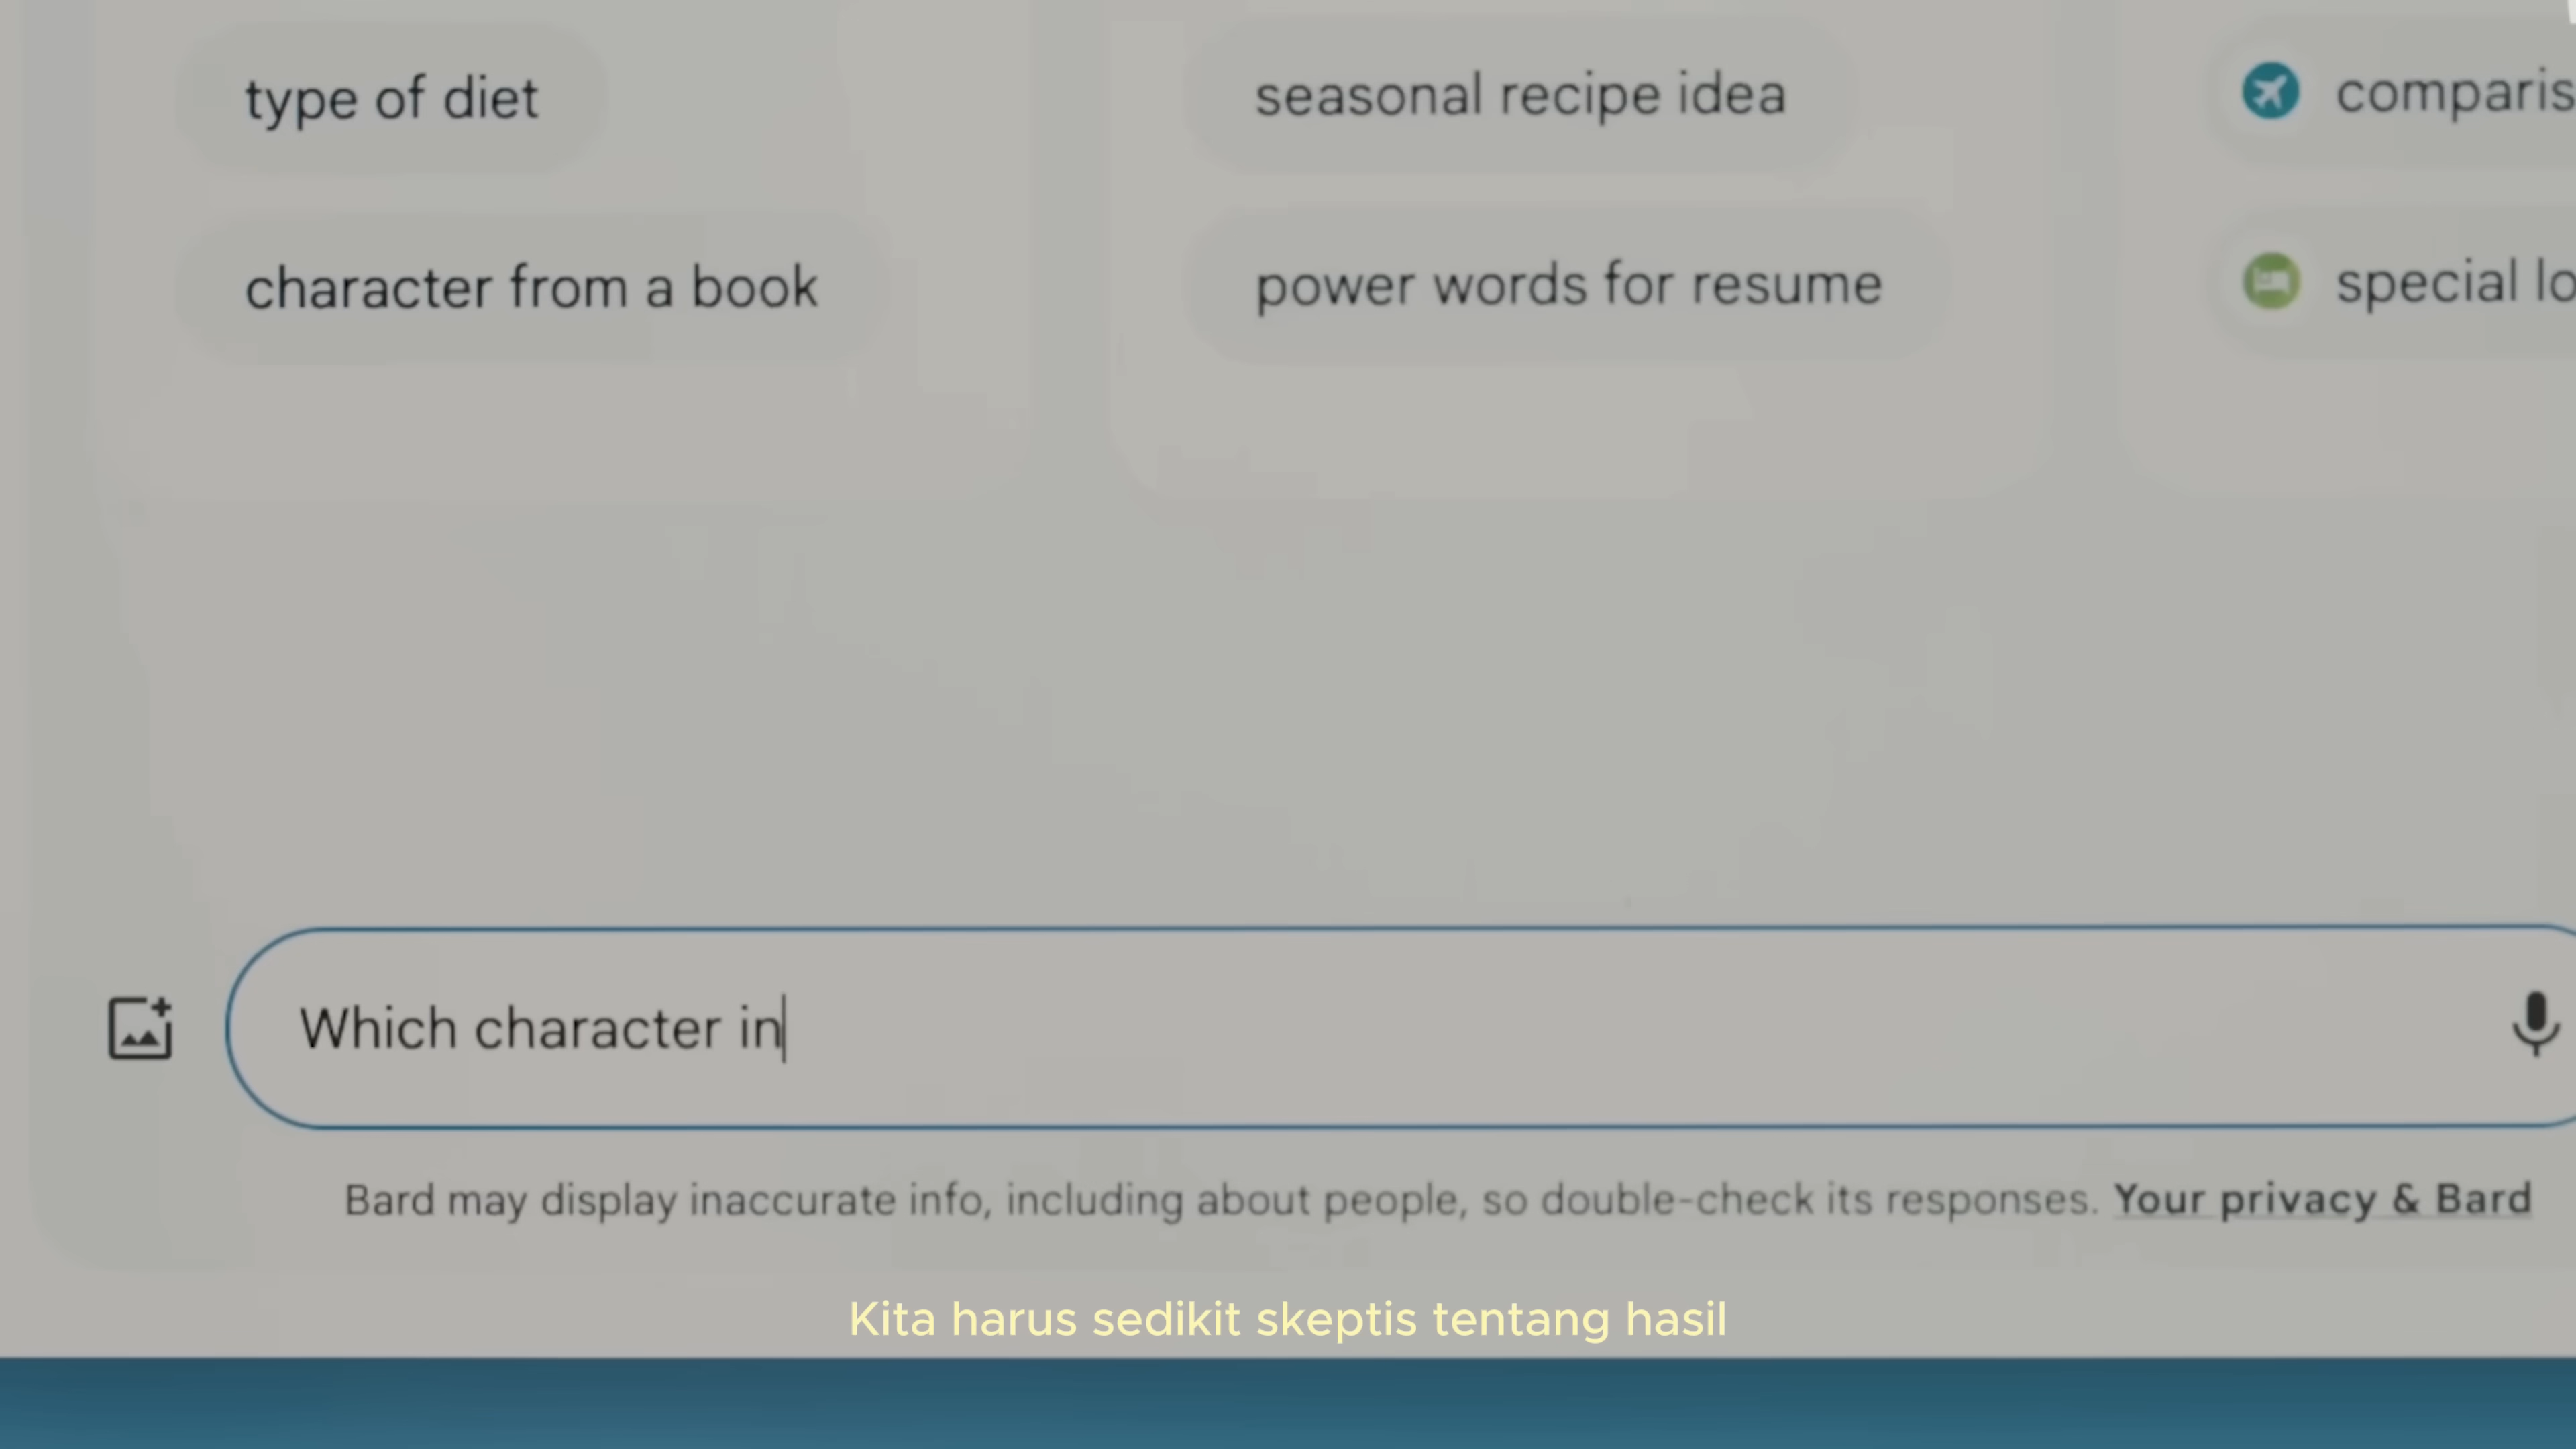 type of diet
seasonal recipe idea
character from a book
power words for resume
special
Which character in
Bard may display inaccurate info, including about people, so double-check its responses. Your privacy & Bard
Kita harus sedikit skeptis tentang hasil